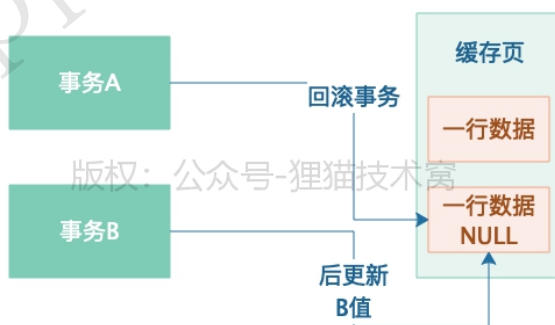 事务A
回滚事务
缓存页
一行数据
版权：公众号-狸猫技术窝
事务B
一行数据
NULL
后更新
B值